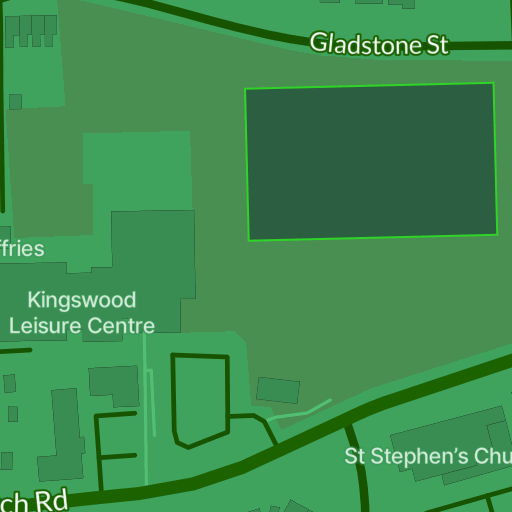 Gladstone St
ffries
Kingswood
Leisure Centre
St Stephen's Chu
ch Rd